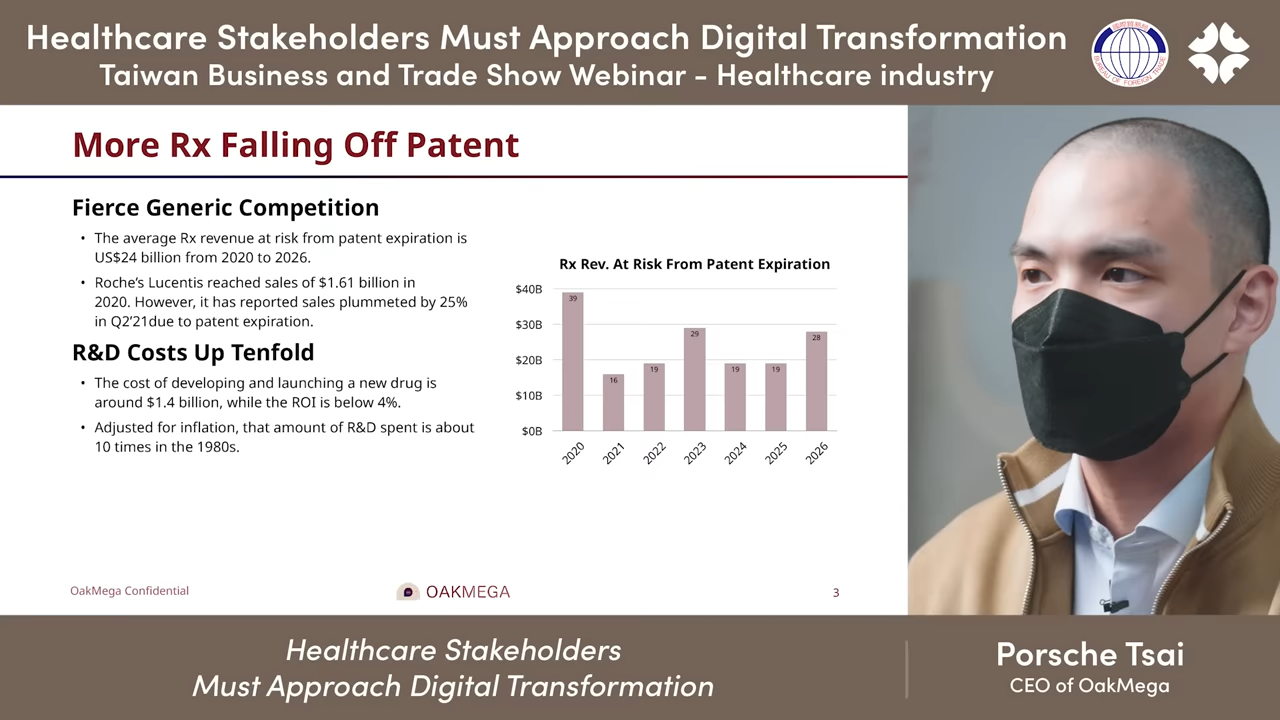 Healthcare Stakeholders Must Approach Digital Transformation
Taiwan Business and Trade Show Webinar - Healthcare industry
BUREAU OF FOREIGN TRADE
More Rx Falling Off Patent
Fierce Generic Competition
• The average Rx revenue at risk from patent expiration is
US$24 billion from 2020 to 2026.
• Roche's Lucentis reached sales of $1.61 billion in
2020. However, it has reported sales plummeted by 25%
in Q2'21due to patent expiration.
R&D Costs Up Tenfold
• The cost of developing and launching a new drug is
around $1.4 billion, while the ROI is below 4%.
• Adjusted for inflation, that amount of R&D spent is about
10 times in the 1980s.
Rx Rev. At Risk From Patent Expiration
$40B
$30B
$20B
$10B
$0B
39
16
19
29
19
19
28
2020
2021
2022
2023
2024
2025
2026
OakMega Confidential
OAKMEGA
3
Healthcare Stakeholders
Must Approach Digital Transformation
Porsche Tsai
CEO of OakMega